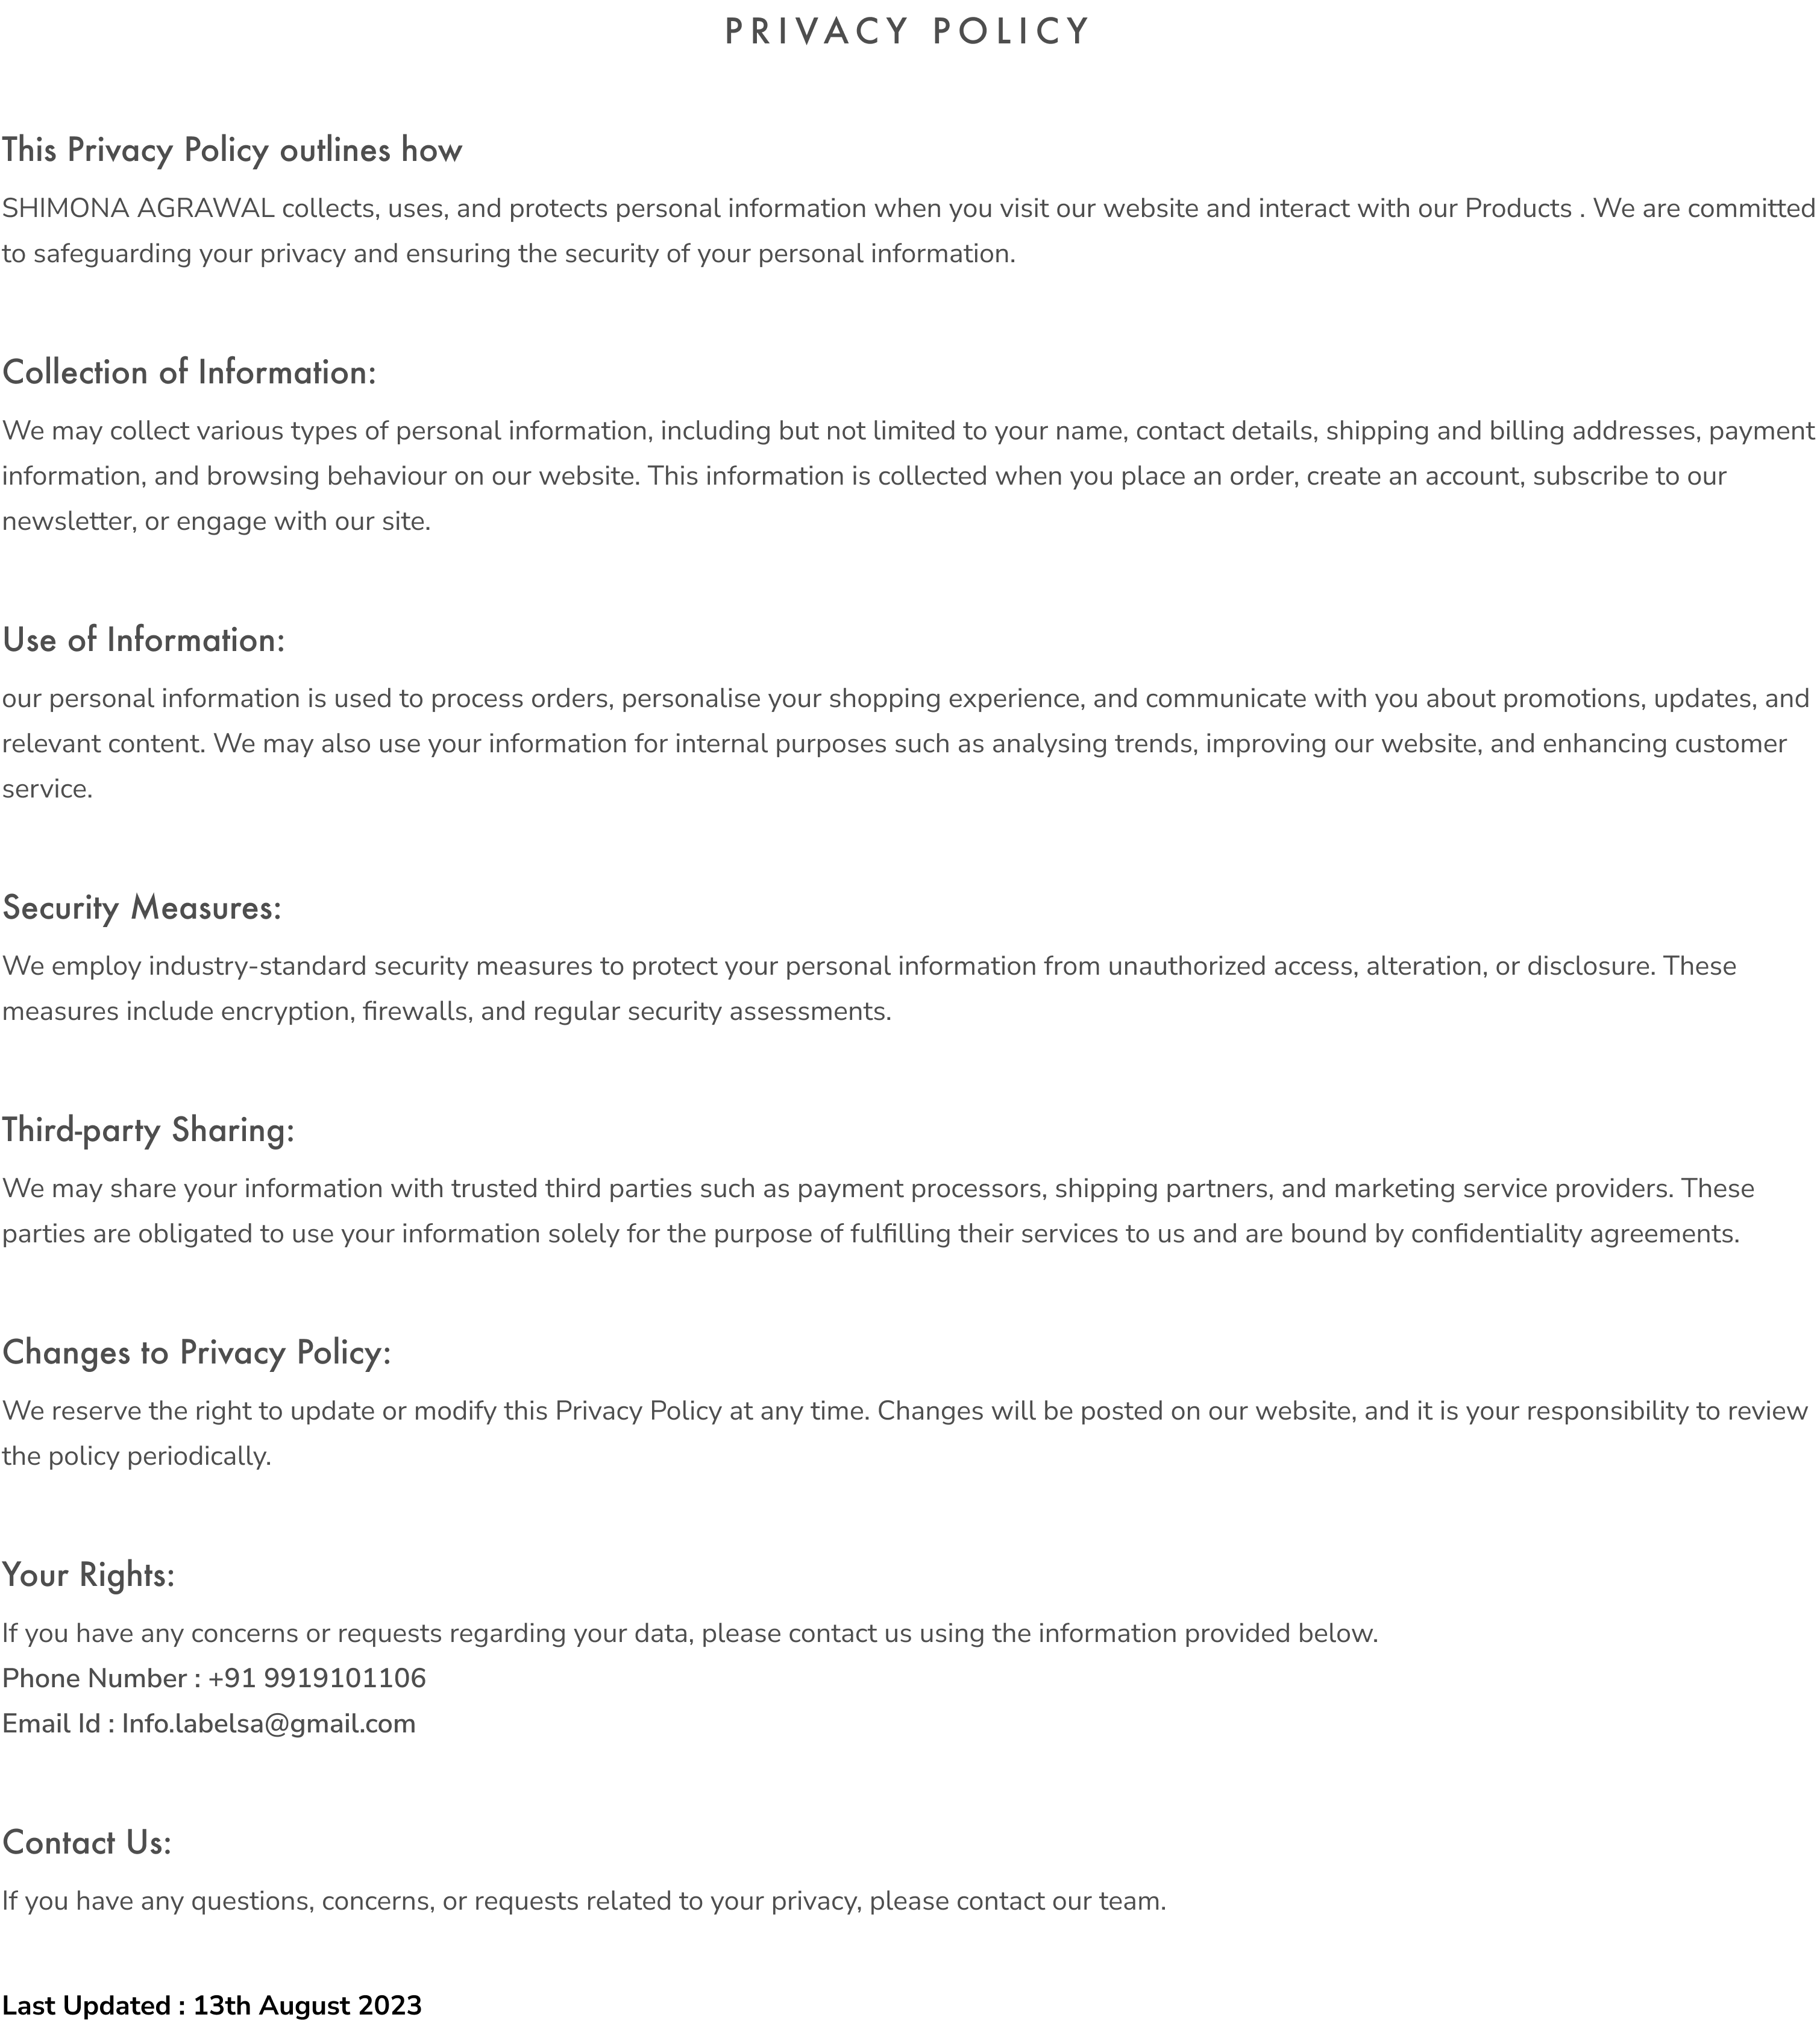 PRIVACY POLICY
This Privacy Policy outlines how
SHIMONA AGRAWAL collects, uses, and protects personal information when you visit our website and interact with our Products . We are committed
to safeguarding your privacy and ensuring the security of your personal information.
Collection of Information:
We may collect various types of personal information, including but not limited to your name, contact details, shipping and billing addresses, payment
information, and browsing behaviour on our website. This information is collected when you place an order, create an account, subscribe to our
newsletter, or engage with our site.
Use of Information:
our personal information is used to process orders, personalise your shopping experience, and communicate with you about promotions, updates, and
relevant content. We may also use your information for internal purposes such as analysing trends, improving our website, and enhancing customer
service.
Security Measures:
We employ industry-standard security measures to protect your personal information from unauthorized access, alteration, or disclosure. These
measures include encryption, firewalls, and regular security assessments.
Third-party Sharing:
We may share your information with trusted third parties such as payment processors, shipping partners, and marketing service providers. These
parties are obligated to use your information solely for the purpose of fulfilling their services to us and are bound by confidentiality agreements.
Changes to Privacy Policy:
We reserve the right to update or modify this Privacy Policy at any time. Changes will be posted on our website, and it is your responsibility to review
the policy periodically.
Your Rights:
If you have any concerns or requests regarding your data, please contact us using the information provided below.
Phone Number : +91 9919101106
Email Id : Info.labelsa@gmail.com
Contact Us:
If you have any questions, concerns, or requests related to your privacy, please contact our team.
Last Updated : 13th August 2023